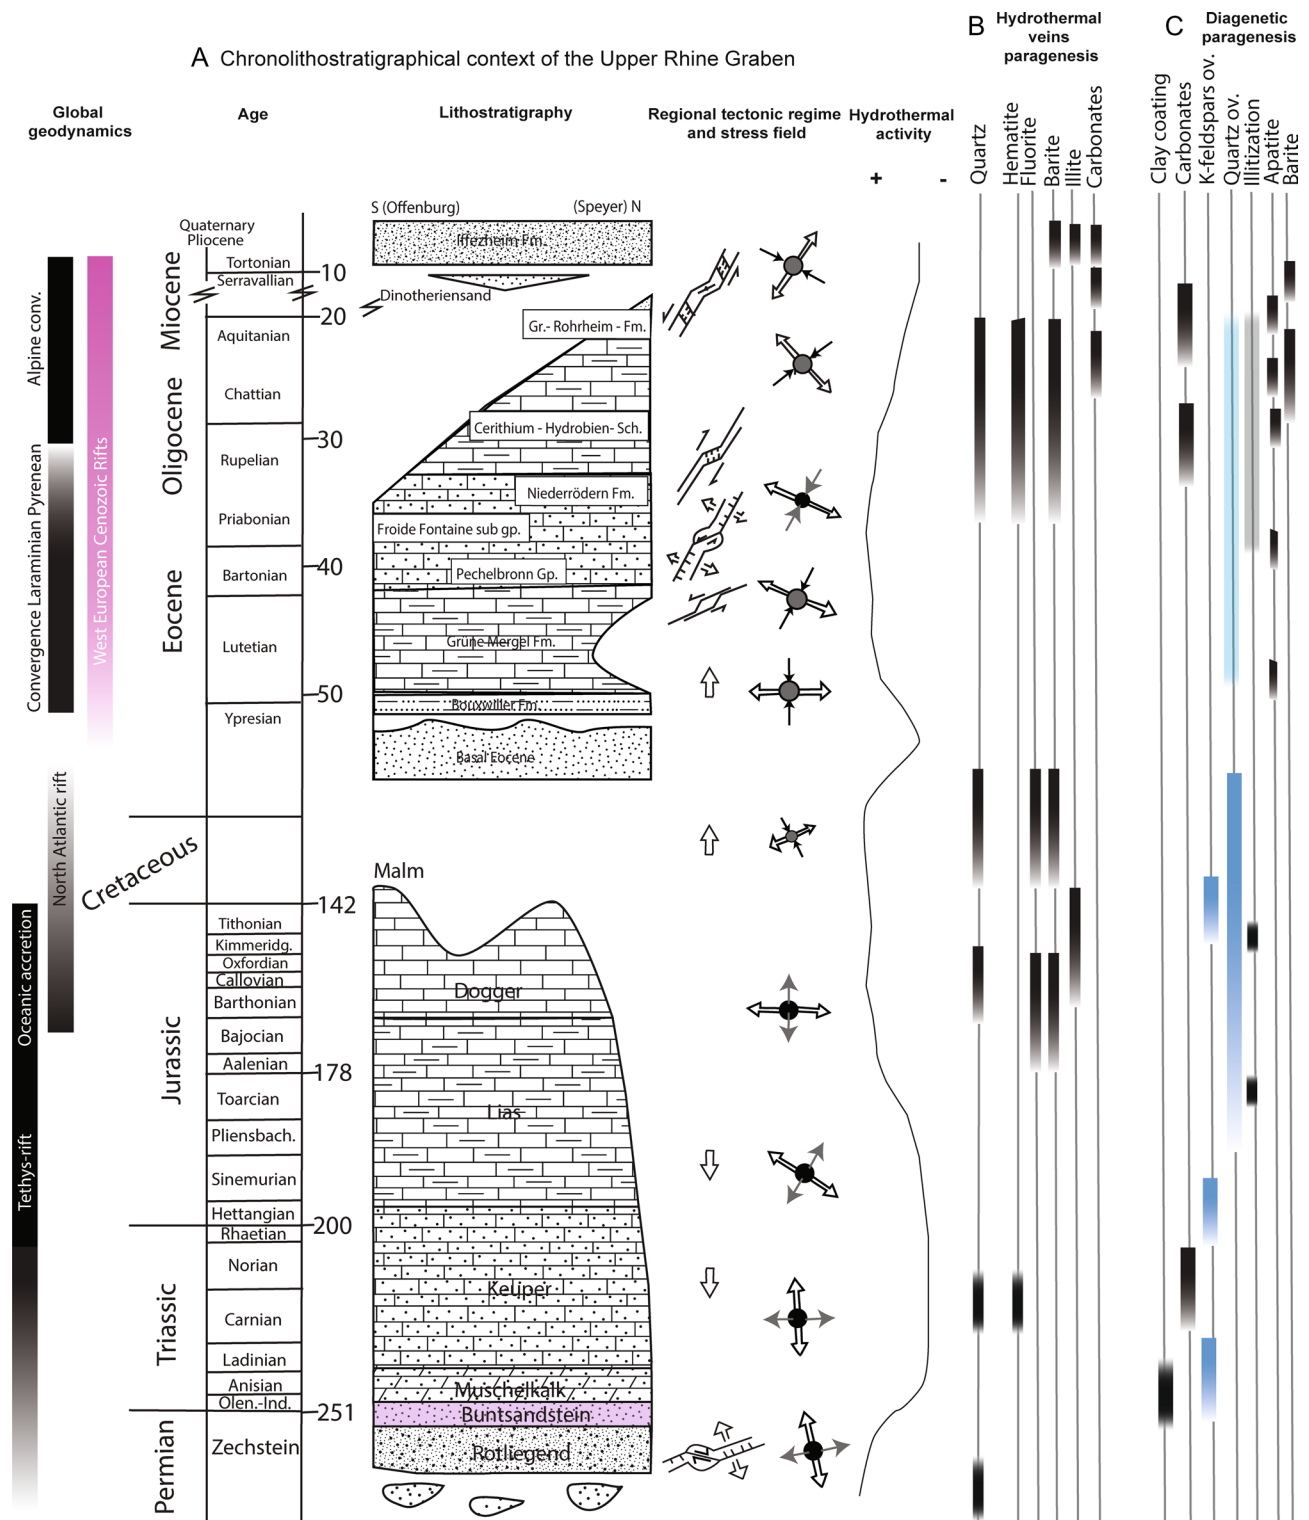 A Chronolithostratigraphical context of the Upper Rhine Graben
B Hydrothermal
veins
paragenesis
C Diagenetic
paragenesis
Global
geodynamics
Age
Lithostratigraphy
Regional tectonic regime
and stress field
Hydrothermal
activity
+ -
Quartz
Hematite
Fluorite
Barite
Illite
Carbonates
Clay coating
Carbonates
K-feldspars ov.
Quartz ov.
Illitization
Apatite
Barite
S (Offenburg) (Speyer) N
Alpine conv.
Convergence Laraminian Pyrenean
West European Cenozoic Rifts
North Atlantic rift
Oceanic accretion
Tethys-rift
Miocene
Oligocene
Eocene
Cretaceous
Jurassic
Triassic
Permian
Quaternary
Pliocene
Tortonian
Serravallian
Aquitanian
Chattian
Rupelian
Priabonian
Bartonian
Lutetian
Ypresian
Tithonian
Kimmeridg.
Oxfordian
Callovian
Barthonian
Bajocian
Aalenian
Toarcian
Pliensbach.
Sinemurian
Hettangian
Rhaetian
Norian
Carnian
Ladinian
Anisian
Olen.-Ind.
Zechstein
10
20
30
40
50
142
178
200
251
Iffezheim Fm.
Dinotheriensand
Gr.- Rohrheim - Fm.
Cerithium - Hydrobien- Sch.
Niederrödern Fm.
Froide Fontaine sub gp.
Pechelbronn Gp.
Grüne Mergel Fm.
Bouxwiller Fm.
Basal Eocene
Malm
Dogger
Lias
Keuper
Muschelkalk
Buntsandstein
Rotliegend